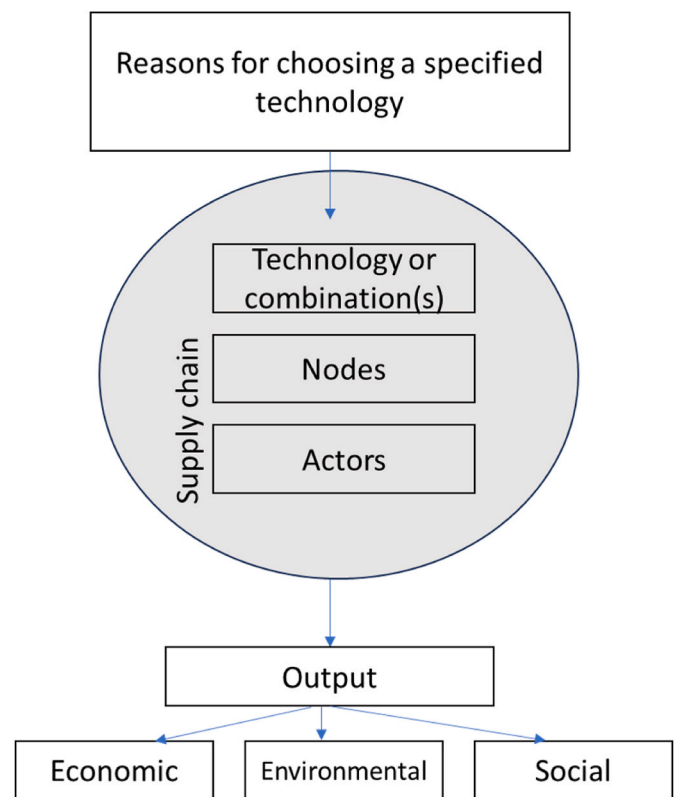 Reasons for choosing a specified
technology
Technology or
combination(s)
Supply chain
Nodes
Actors
Output
Economic
Environmental
Social